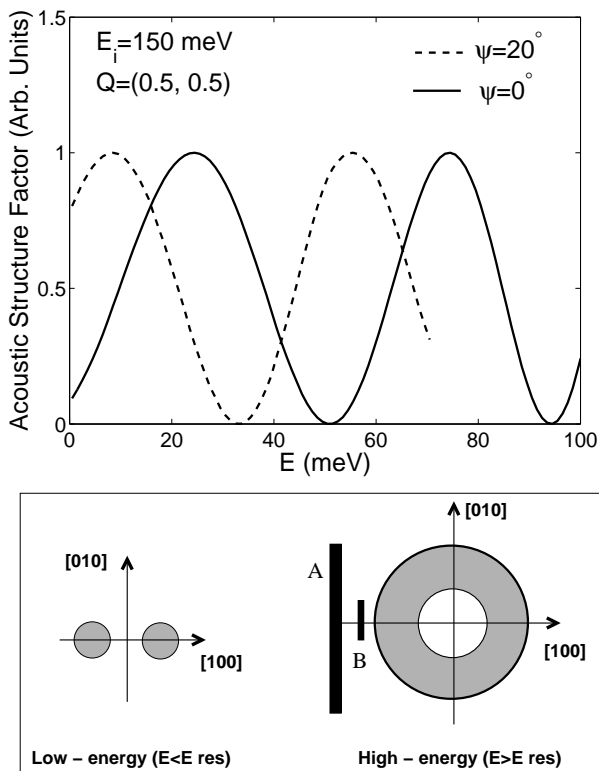 Acoustic Structure Factor (Arb. Units)
1.5
1
0.5
0
E_i=150 meV
Q=(0.5, 0.5)
ψ=20°
ψ=0°
0 20 40 60 80 100
E (meV)
[010]
[100]
Low – energy (E<E res)
[010]
A
B
[100]
High – energy (E>E res)